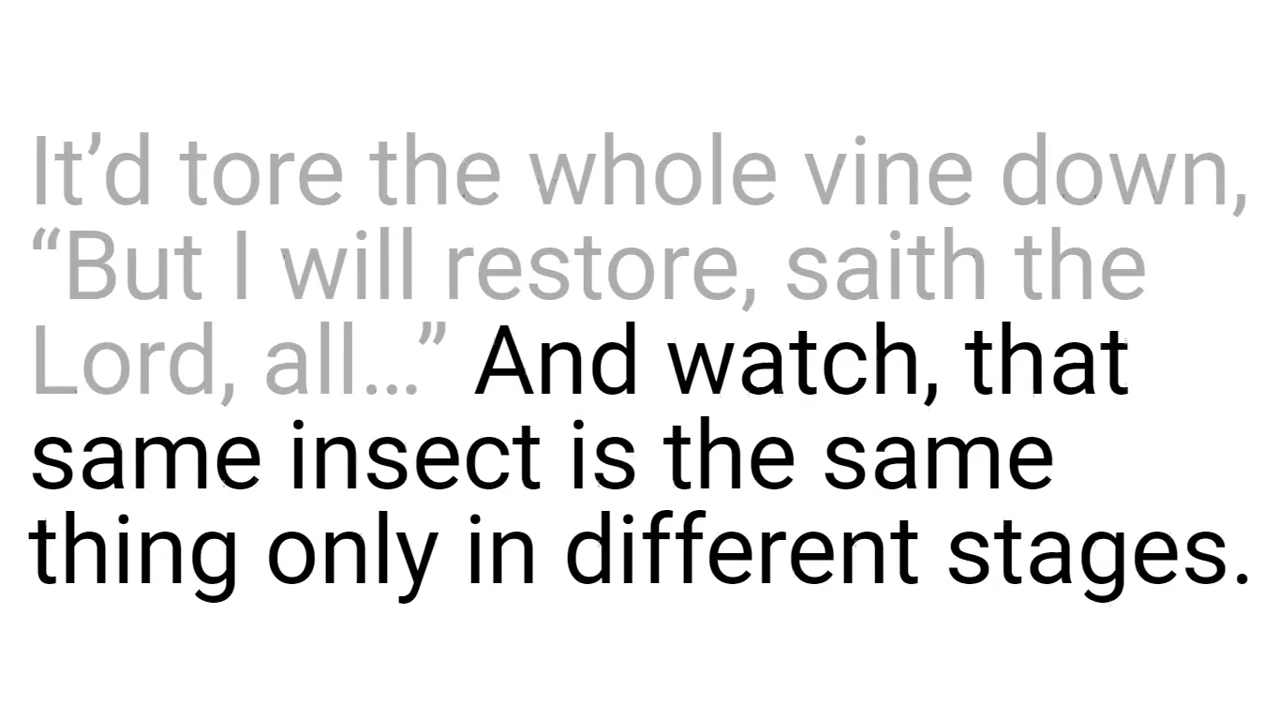 It’d tore the whole vine down,
“But I will restore, saith the
Lord, all…” And watch, that
same insect is the same
thing only in different stages.